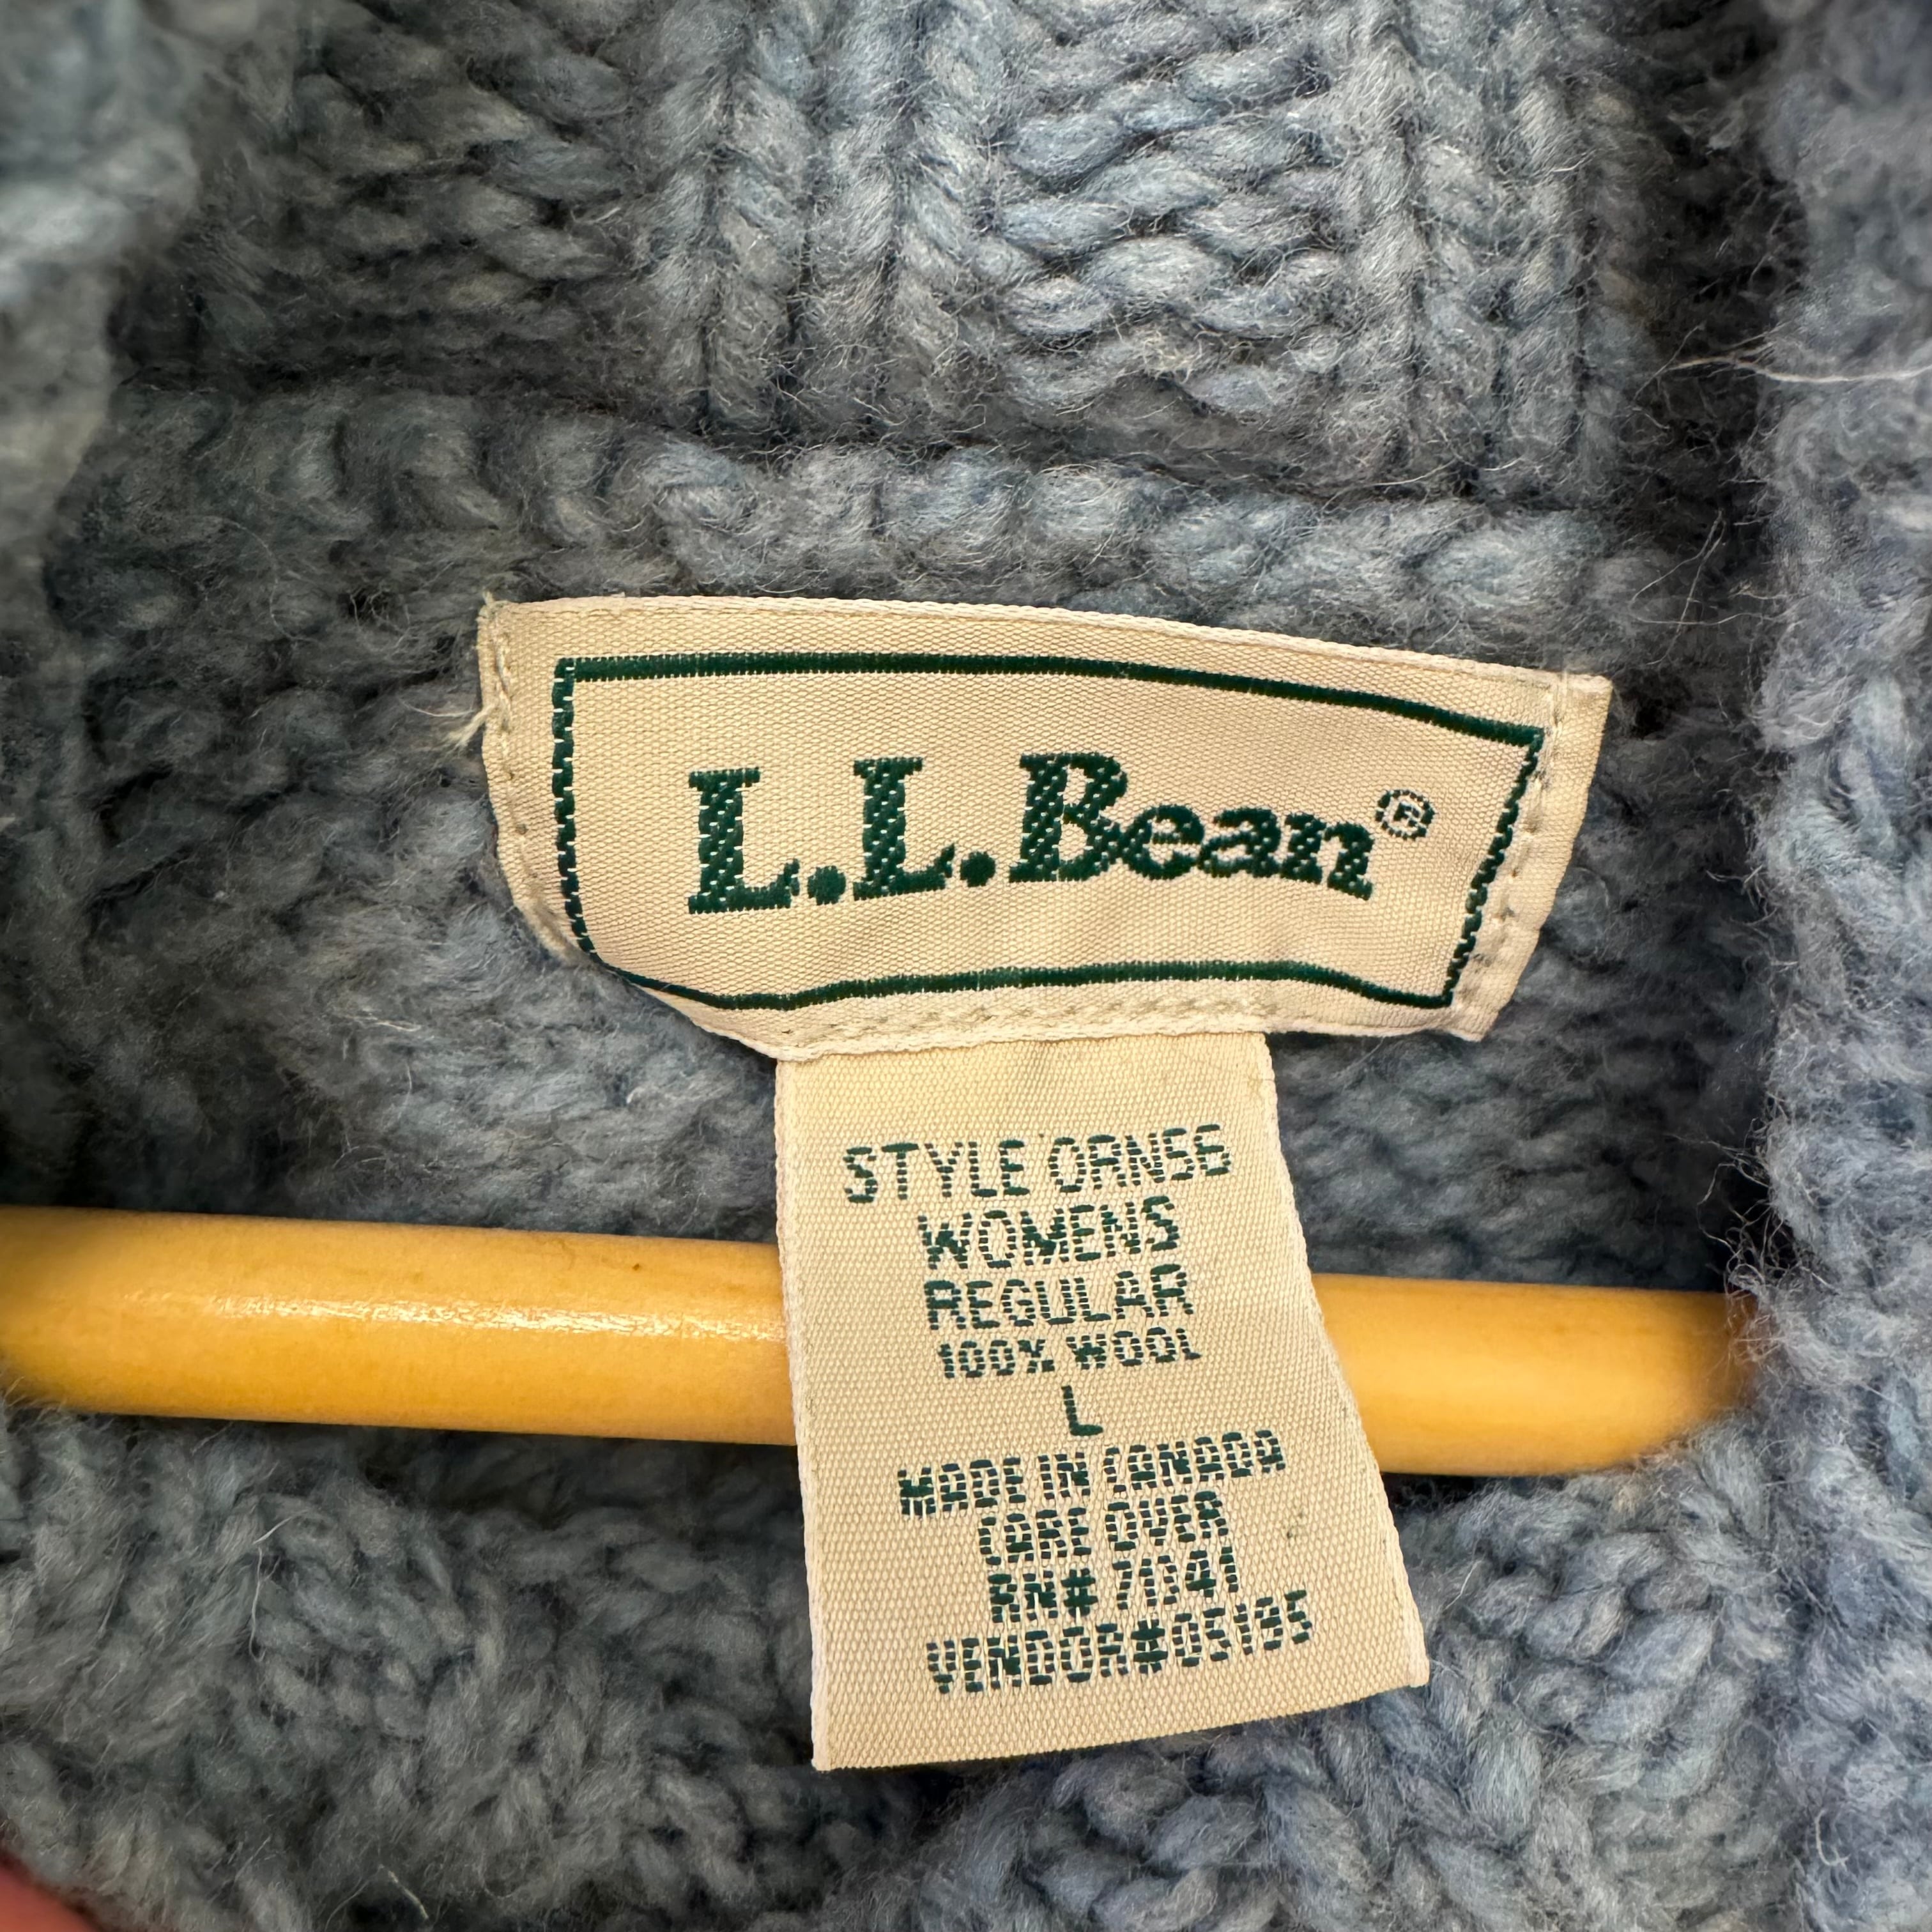 L.L.Bean®
STYLE ORN56
WOMENS
REGULAR
100% WOOL
L
MADE IN CANADA
CARE OVER
RN# 71341
VENDOR#05195